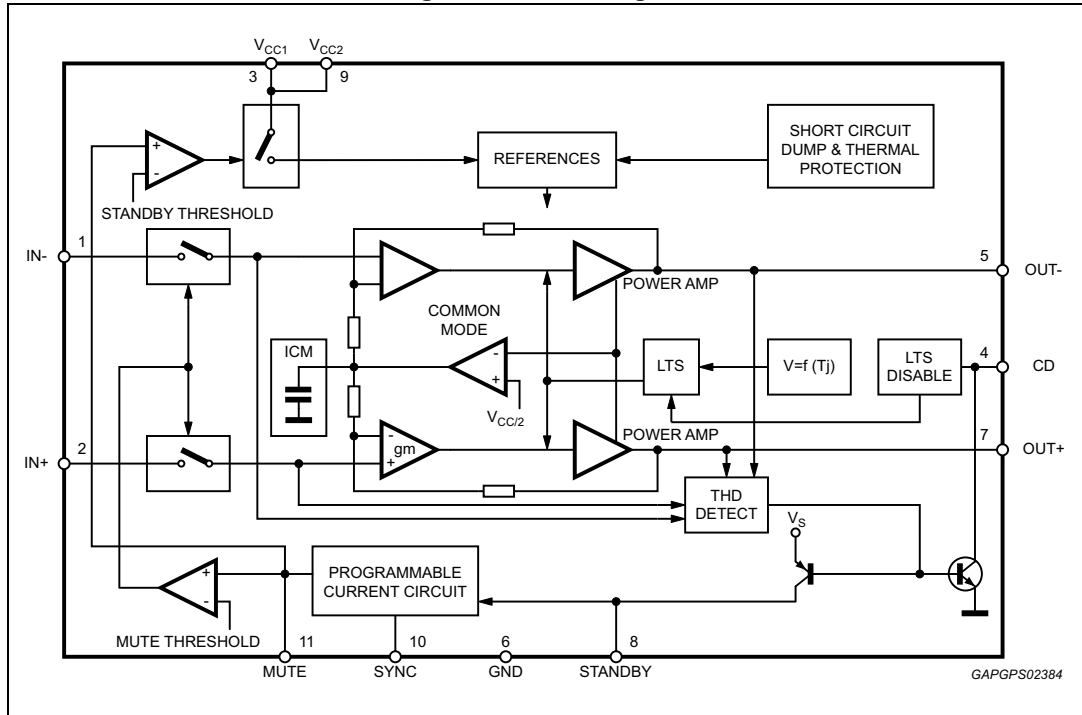 VCC1 VCC2
3 9
SHORT CIRCUIT
DUMP & THERMAL
PROTECTION
REFERENCES
+
-
STANDBY THRESHOLD
IN- 1
5 OUT-
POWER AMP
COMMON
MODE
ICM
-
+
VCC/2
LTS
V=f (Tj)
LTS
DISABLE
4 CD
IN+ 2
-
gm
+
POWER AMP
7 OUT+
THD
DETECT
VS
+
-
MUTE THRESHOLD
PROGRAMMABLE
CURRENT CIRCUIT
11 10 6 8
MUTE SYNC GND STANDBY
GAPGPS02384